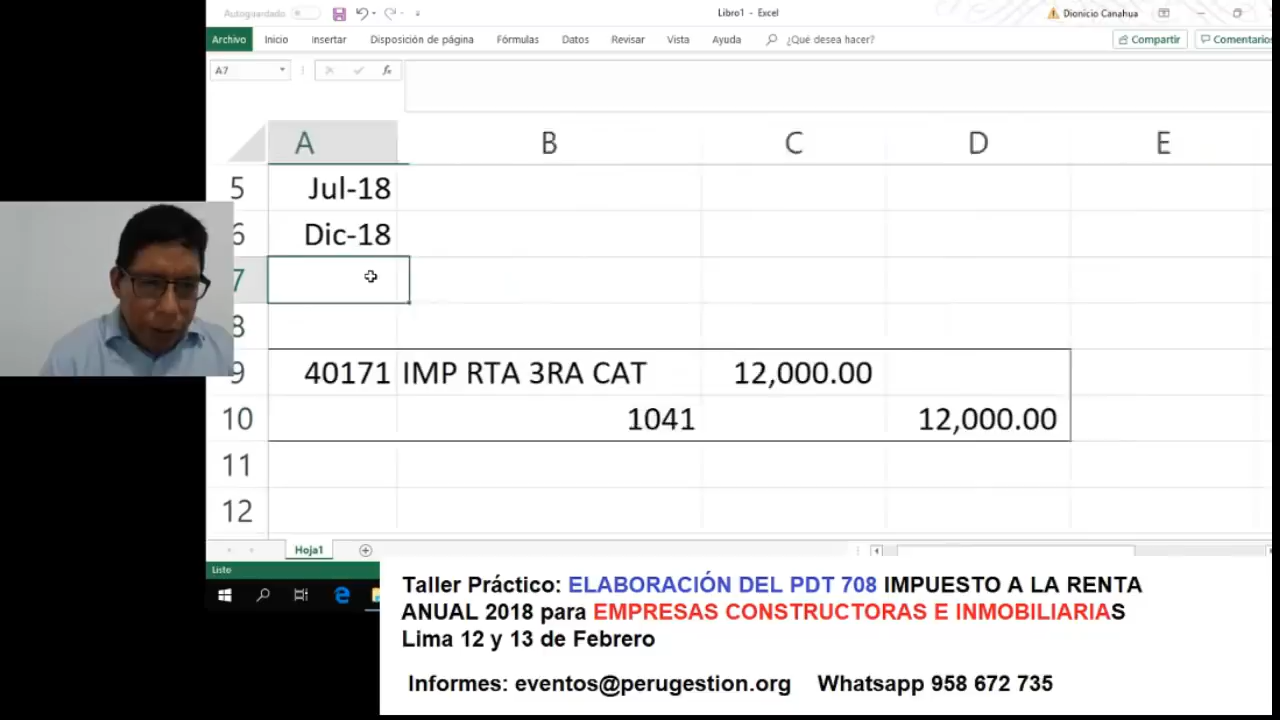 Autoguardado
Libro1 - Excel
Dionicio Canahua
Archivo Inicio Insertar Disposición de página Fórmulas Datos Revisar Vista Ayuda ¿Qué desea hacer? Compartir Comentarios
A7 fx
A B C D E
5 Jul-18
6 Dic-18
7
8
9 40171 IMP RTA 3RA CAT 12,000.00
10 1041 12,000.00
11
12
Hoja1
Listo
Taller Práctico: ELABORACIÓN DEL PDT 708 IMPUESTO A LA RENTA
ANUAL 2018 para EMPRESAS CONSTRUCTORAS E INMOBILIARIAS
Lima 12 y 13 de Febrero
Informes: eventos@perugestion.org Whatsapp 958 672 735